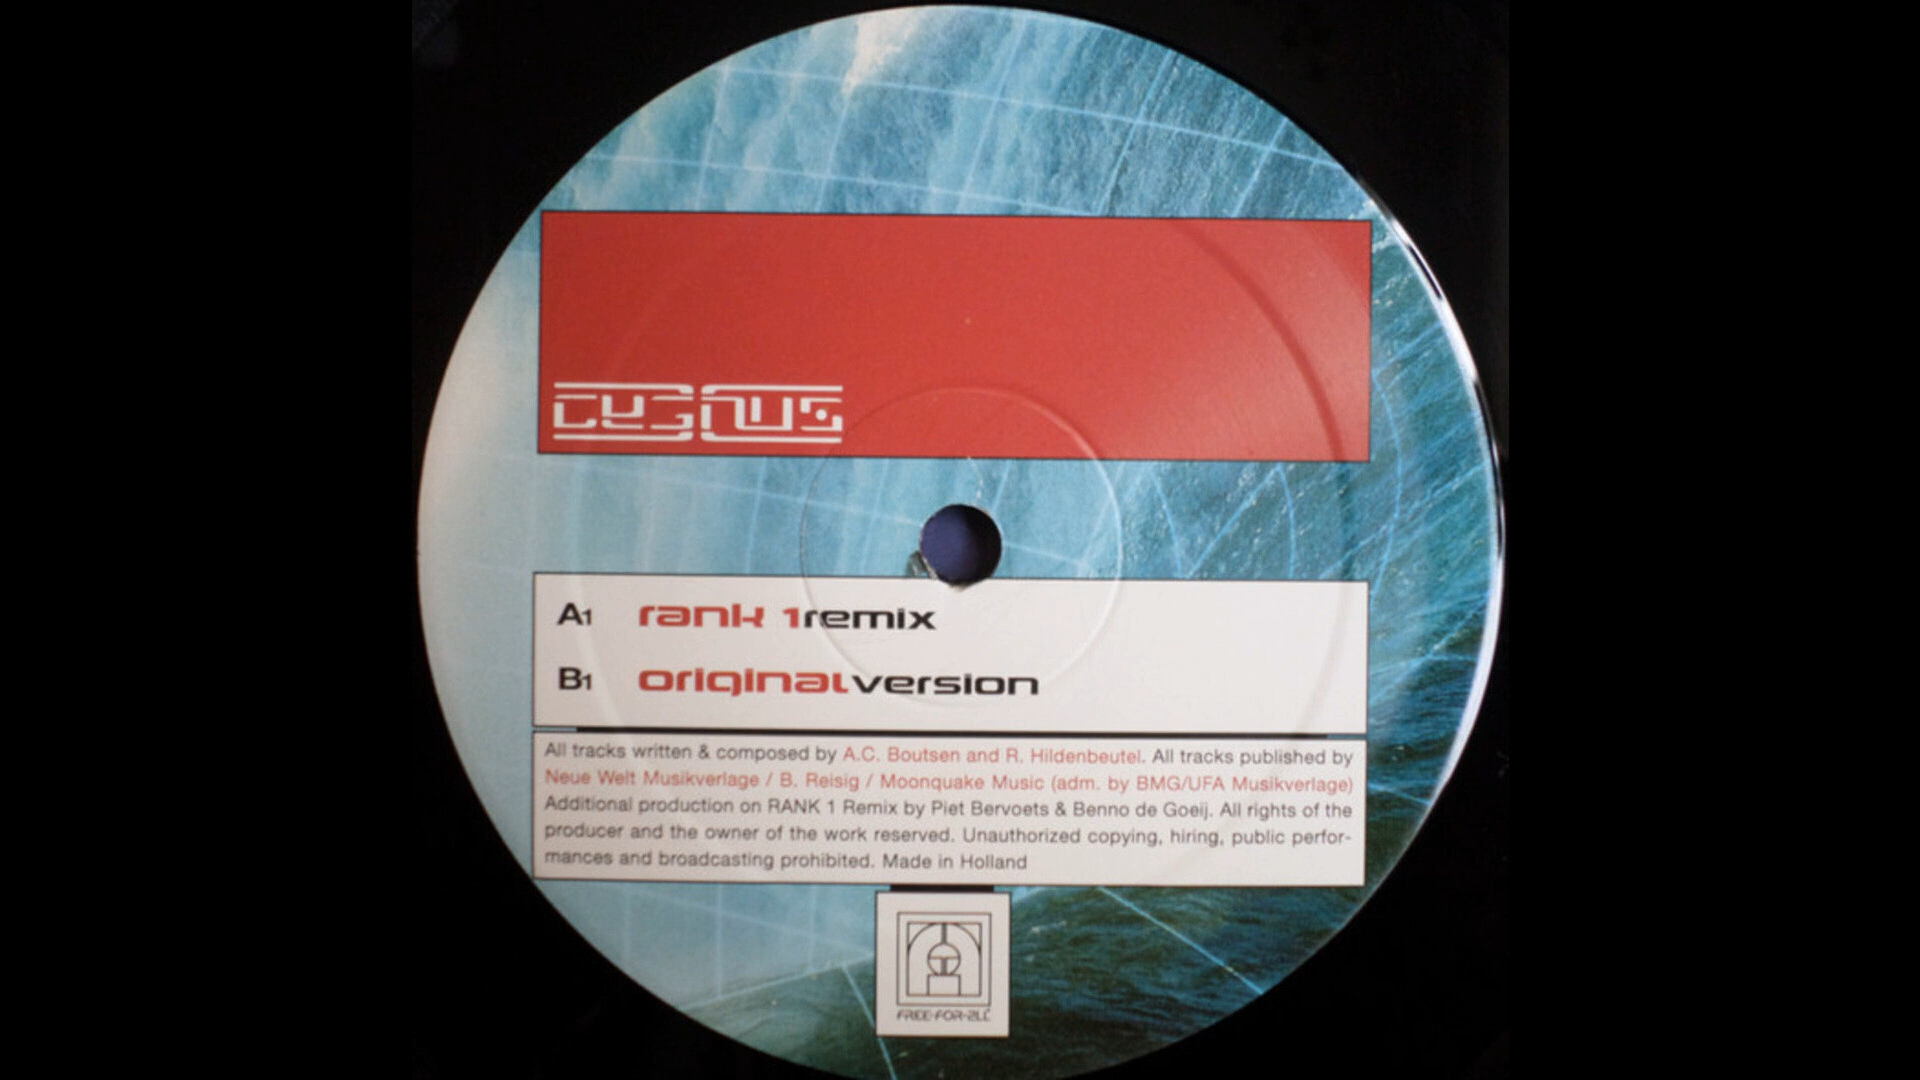 CYGNUS
A1 rank 1remix
B1 originalversion
All tracks written & composed by A.C. Boutsen and R. Hildenbeutel. All tracks published by
Neue Welt Musikverlage / B. Reisig / Moonquake Music (adm. by BMG/UFA Musikverlage)
Additional production on RANK 1 Remix by Piet Bervoets & Benno de Goeij. All rights of the
producer and the owner of the work reserved. Unauthorized copying, hiring, public perfor-
mances and broadcasting prohibited. Made in Holland
FREE-FOR-ALL